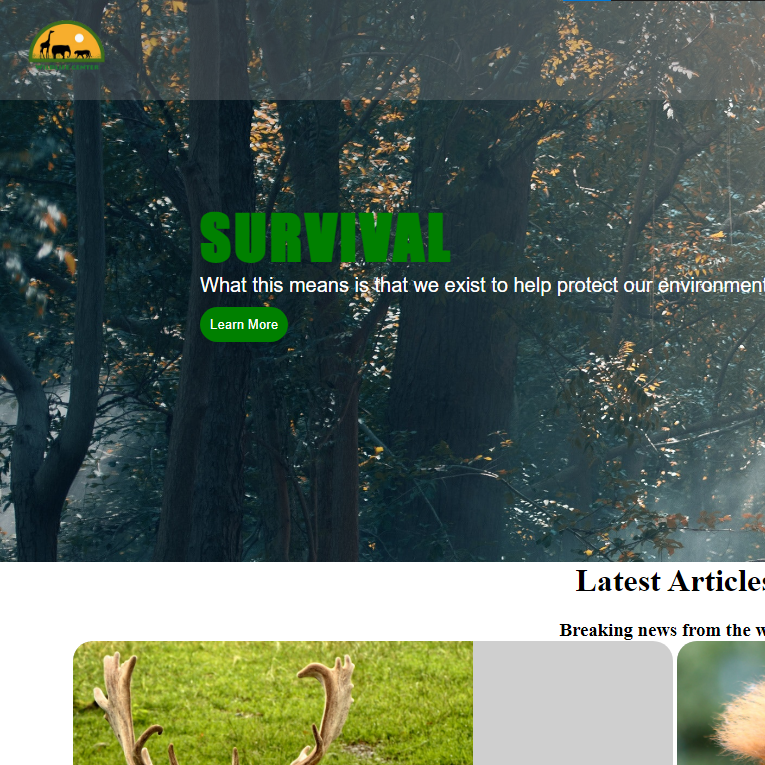 SURVIVAL
What this means is that we exist to help protect our environment
Learn More
Latest Articles
Breaking news from the w